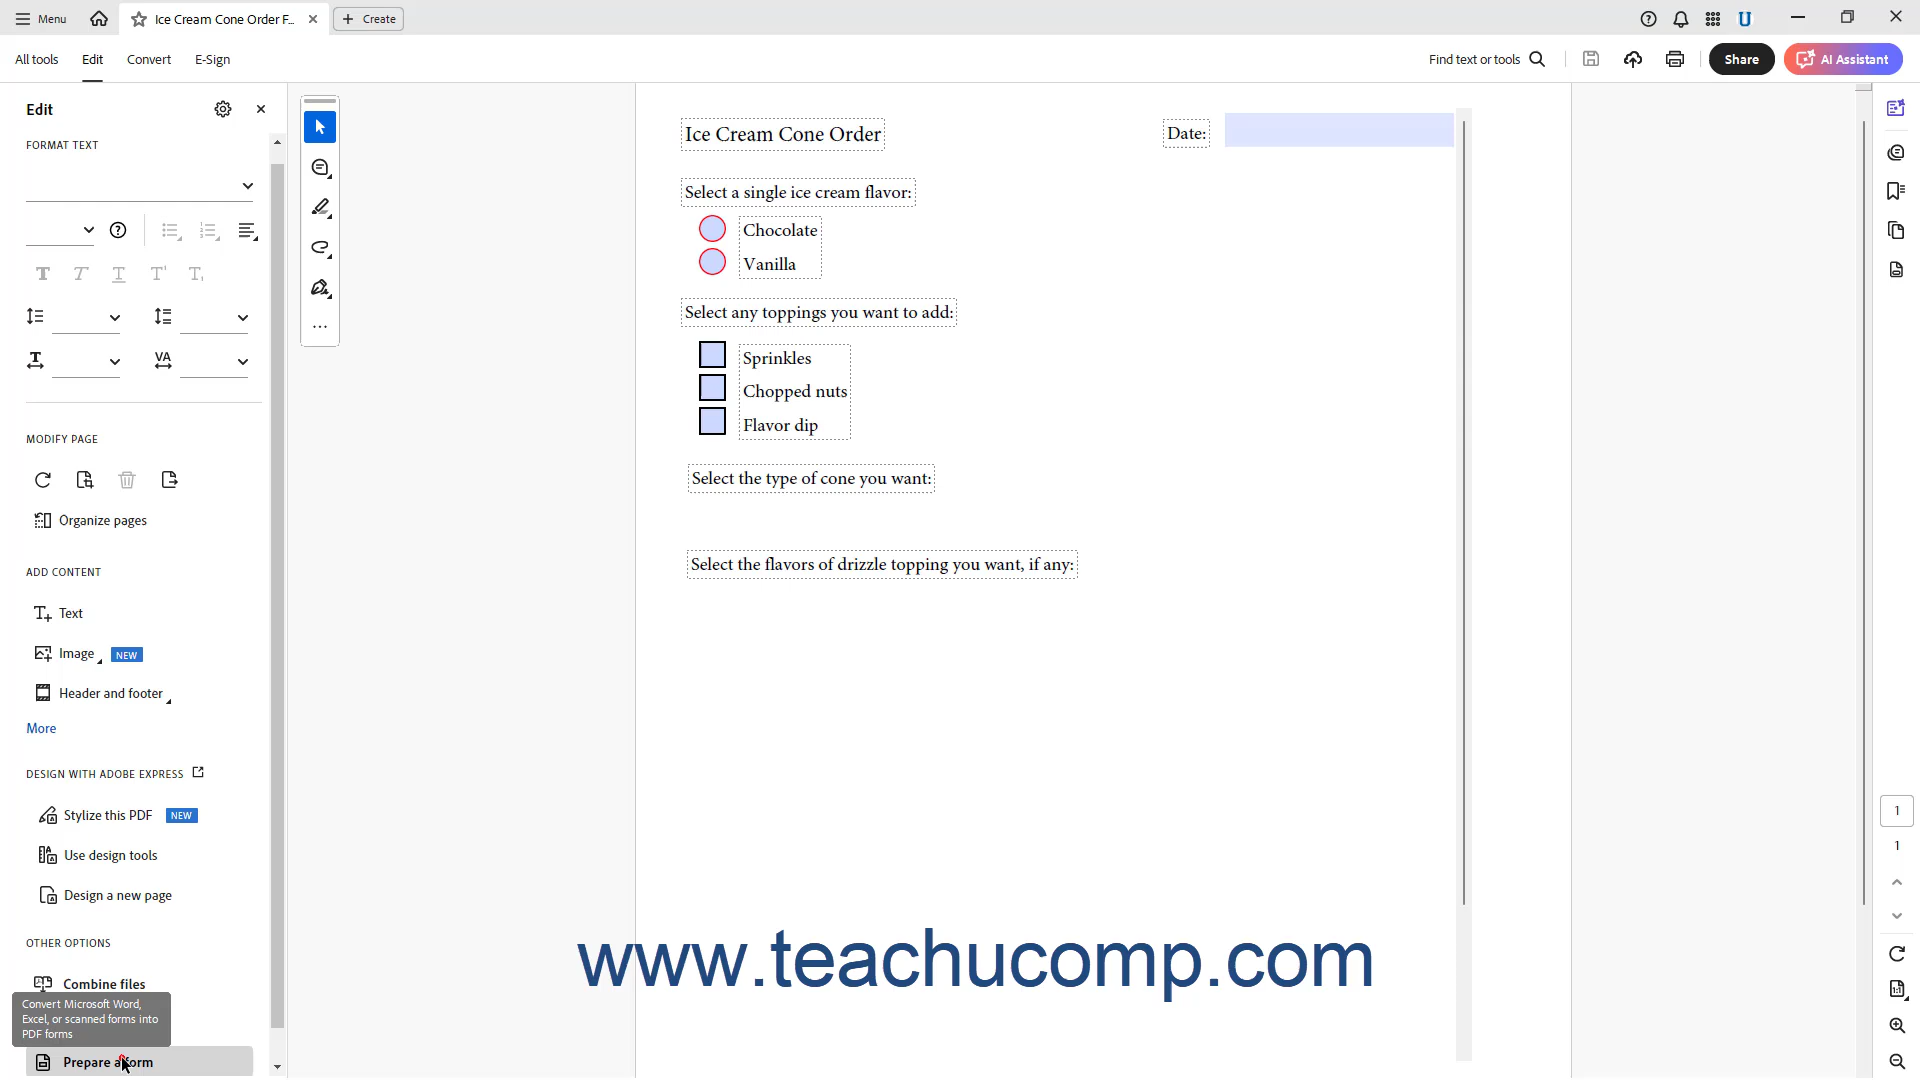 Menu
Ice Cream Cone Order F...
Create
U
All tools
Edit
Convert
E-Sign
Find text or tools
Share
AI Assistant
Edit
FORMAT TEXT
MODIFY PAGE
Organize pages
ADD CONTENT
Text
Image NEW
Header and footer
More
DESIGN WITH ADOBE EXPRESS
Stylize this PDF NEW
Use design tools
Design a new page
OTHER OPTIONS
Combine files
Convert Microsoft Word,
Excel, or scanned forms into
PDF forms
Prepare a form
Ice Cream Cone Order
Date:
Select a single ice cream flavor:
Chocolate
Vanilla
Select any toppings you want to add:
Sprinkles
Chopped nuts
Flavor dip
Select the type of cone you want:
Select the flavors of drizzle topping you want, if any:
www.teachucomp.com
1
1